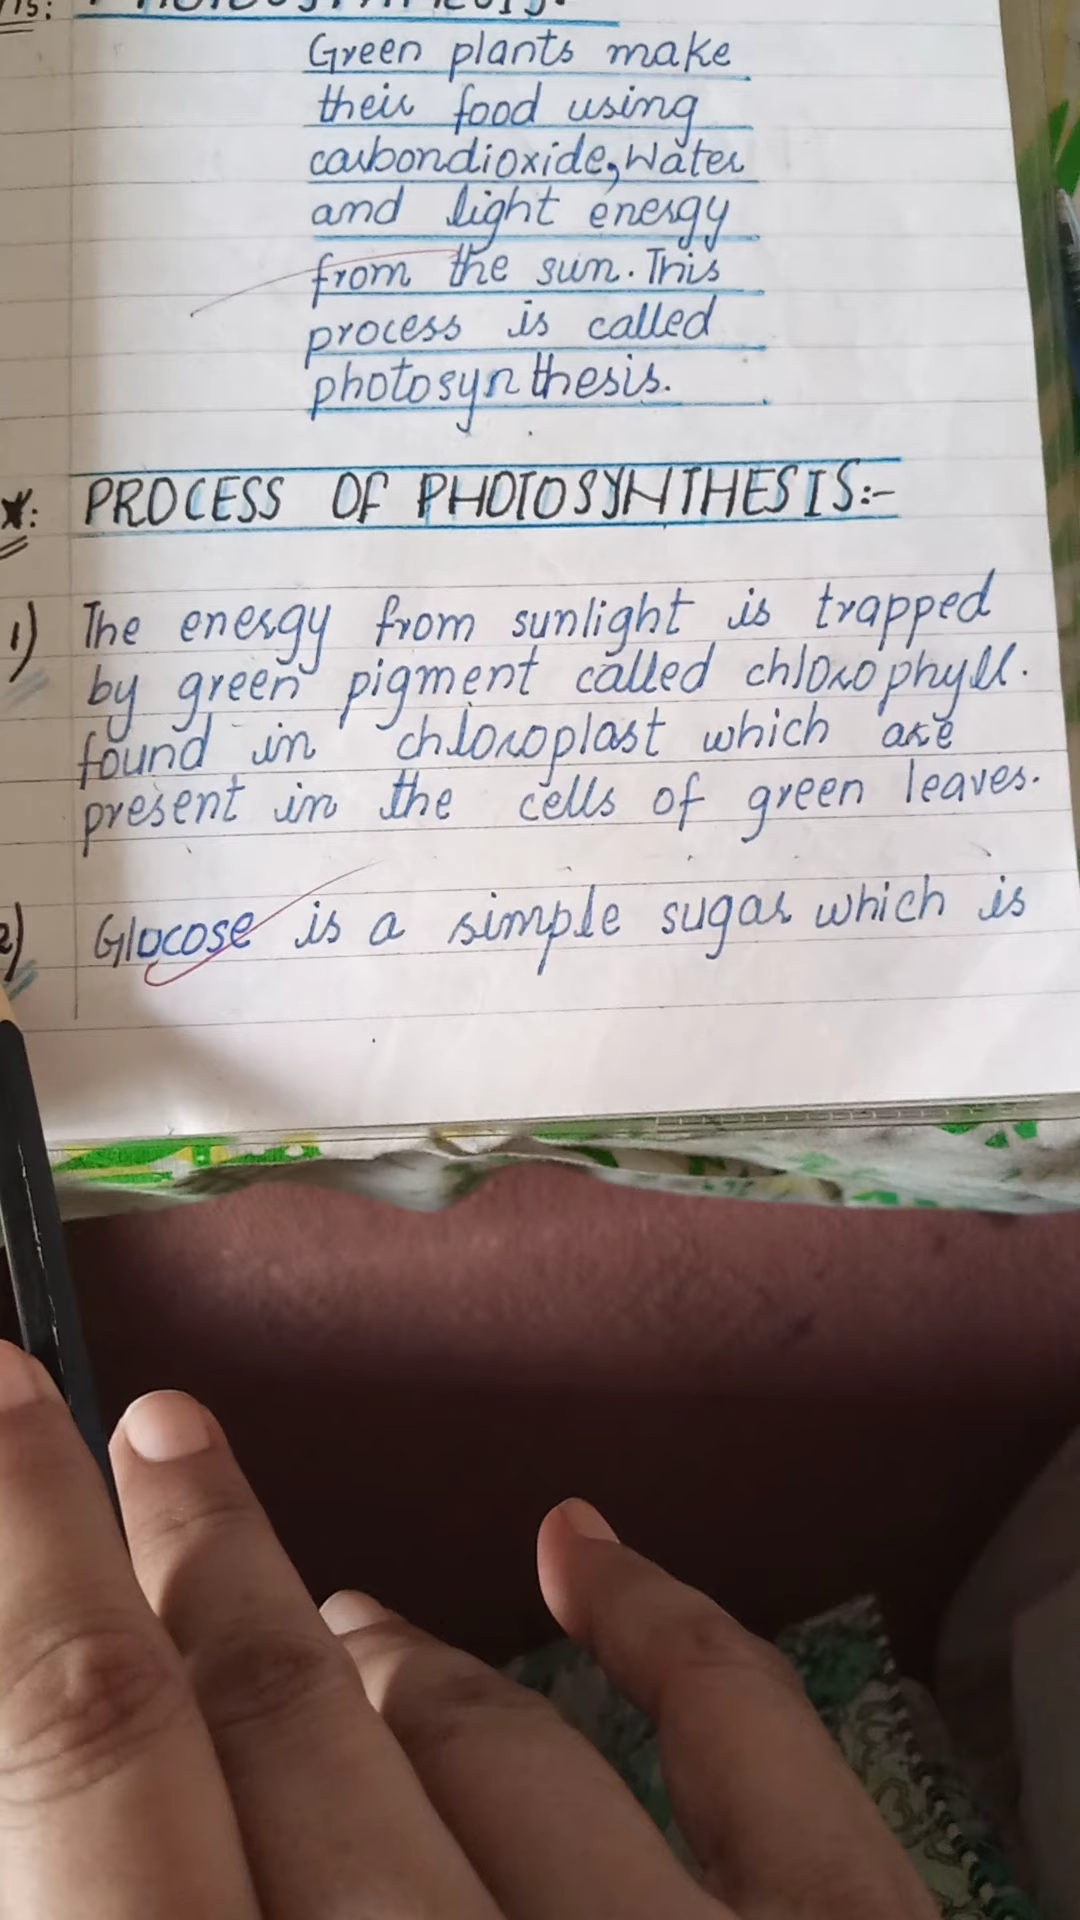 PHOTOSYNTHESIS:
Green plants make
their food using
carbondioxide, Water
and light energy
from the sun. This
process is called
photosynthesis.
*: PROCESS OF PHOTOSYNTHESIS:-
1) The energy from sunlight is trapped
by green pigment called chlorophyll.
found in chloroplast which are
present in the cells of green leaves.
2) Glucose is a simple sugar which is